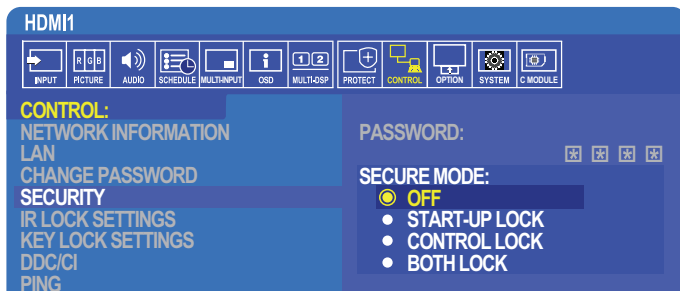 HDMI1
INPUT PICTURE AUDIO SCHEDULE MULTI-INPUT OSD MULTI-DSP PROTECT CONTROL OPTION SYSTEM C MODULE
R G B
1 2
CONTROL:
NETWORK INFORMATION
LAN
CHANGE PASSWORD
SECURITY
IR LOCK SETTINGS
KEY LOCK SETTINGS
DDC/CI
PING
PASSWORD:
* * * *
SECURE MODE:
OFF
START-UP LOCK
CONTROL LOCK
BOTH LOCK